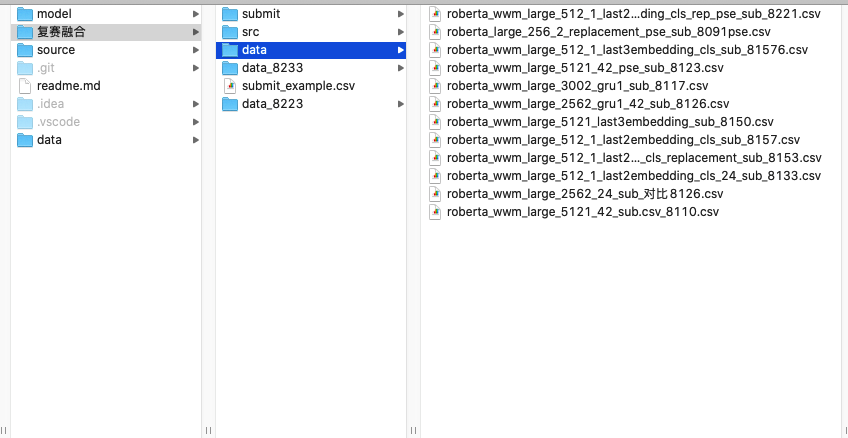 model
复赛融合
source
.git
readme.md
.idea
.vscode
data
submit
src
data
data_8233
submit_example.csv
data_8223
roberta_wwm_large_512_1_last2...ding_cls_rep_pse_sub_8221.csv
roberta_large_256_2_replacement_pse_sub_8091pse.csv
roberta_wwm_large_512_1_last3embedding_cls_sub_81576.csv
roberta_wwm_large_5121_42_pse_sub_8123.csv
roberta_wwm_large_3002_gru1_sub_8117.csv
roberta_wwm_large_2562_gru1_42_sub_8126.csv
roberta_wwm_large_5121_last3embedding_sub_8150.csv
roberta_wwm_large_512_1_last2embedding_cls_sub_8157.csv
roberta_wwm_large_512_1_last2..._cls_replacement_sub_8153.csv
roberta_wwm_large_512_1_last2embedding_cls_24_sub_8133.csv
roberta_wwm_large_2562_24_sub_对比8126.csv
roberta_wwm_large_5121_42_sub.csv_8110.csv